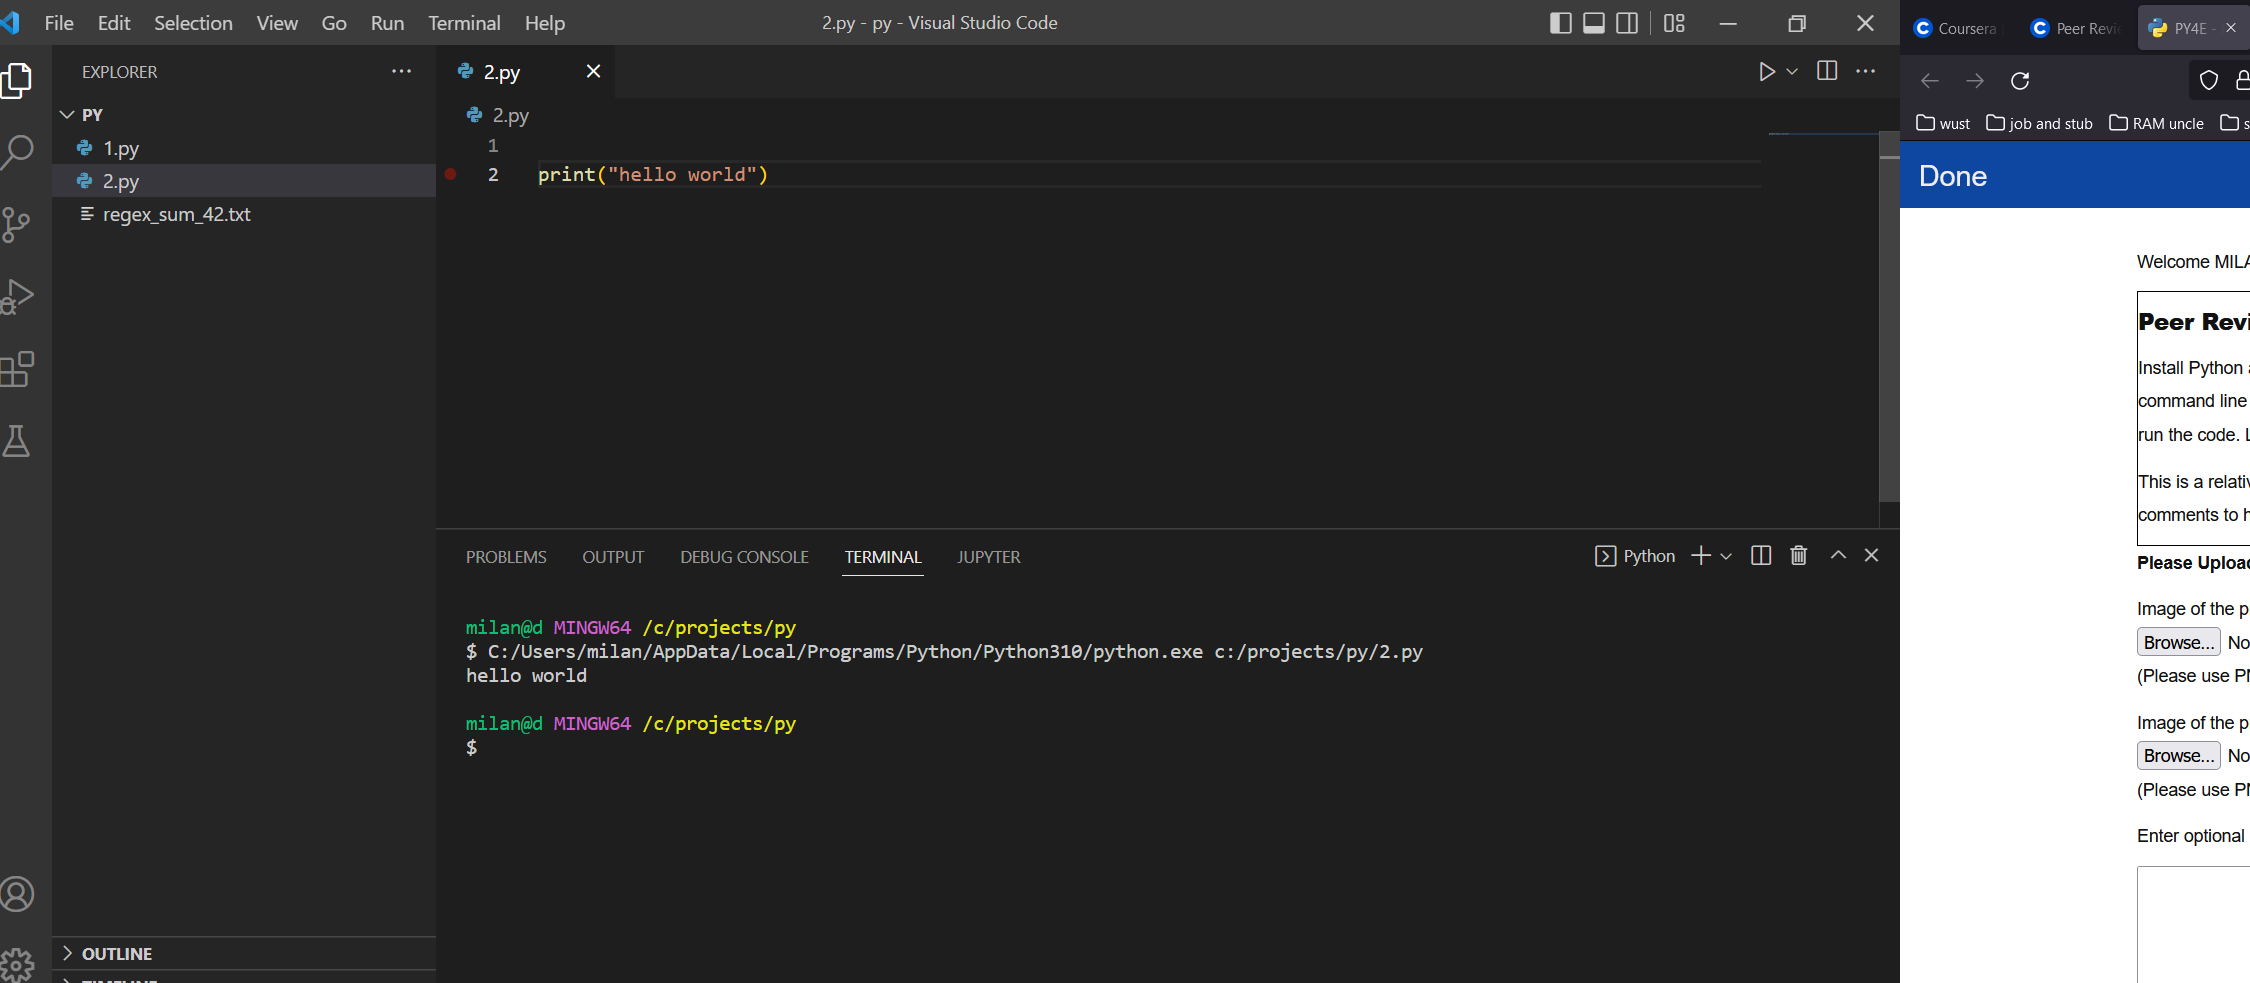 File Edit Selection View Go Run Terminal Help
2.py - py - Visual Studio Code
EXPLORER
PY
1.py
2.py
regex_sum_42.txt
OUTLINE
TIMELINE
2.py
2.py
1
2 print("hello world")
PROBLEMS OUTPUT DEBUG CONSOLE TERMINAL JUPYTER
Python
milan@d MINGW64 /c/projects/py
$ C:/Users/milan/AppData/Local/Programs/Python/Python310/python.exe c:/projects/py/2.py
hello world
milan@d MINGW64 /c/projects/py
$
Coursera Peer Revi PY4E -
wust job and stub RAM uncle s
Done
Welcome MILA
Peer Revi
Install Python a
command line
run the code. L
This is a relativ
comments to h
Please Upload
Image of the p
Browse... No
(Please use PN
Image of the p
Browse... No
(Please use PN
Enter optional